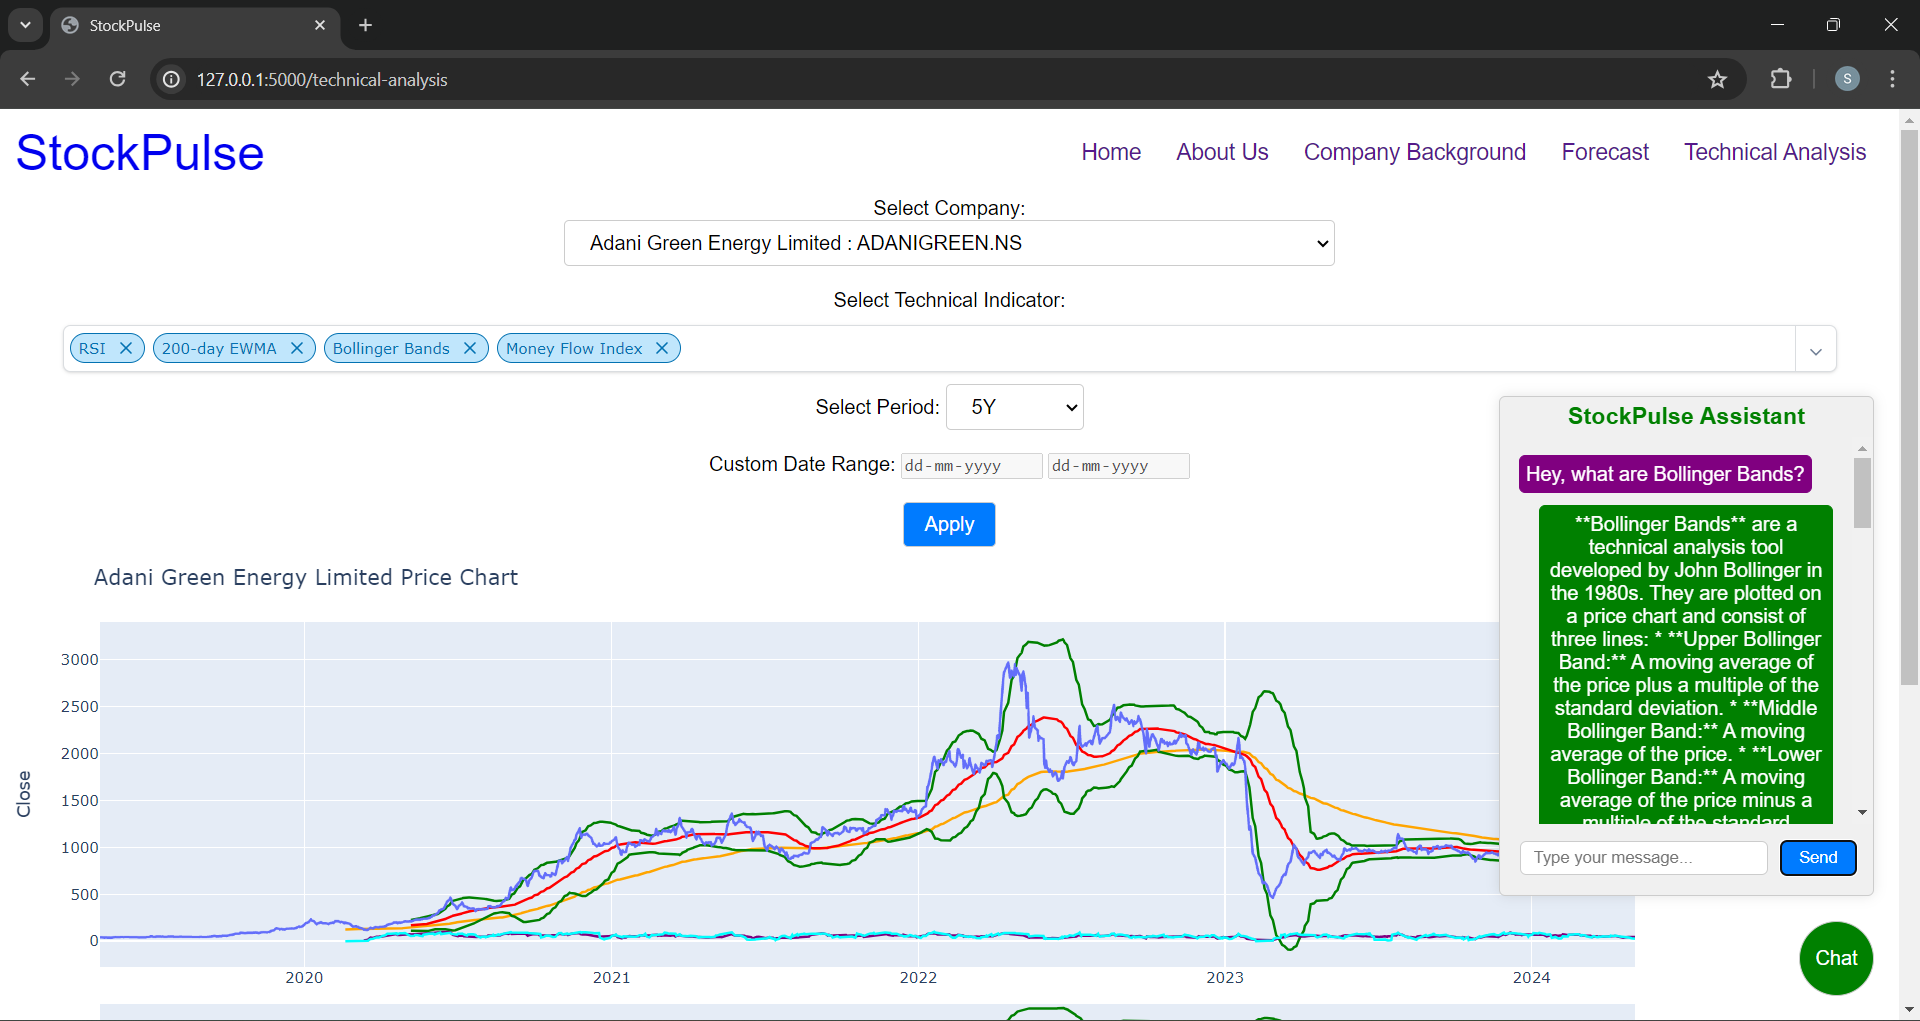 StockPulse
127.0.0.1:5000/technical-analysis
S
StockPulse
Home About Us Company Background Forecast Technical Analysis
Select Company:
Adani Green Energy Limited : ADANIGREEN.NS
Select Technical Indicator:
RSI 200-day EWMA Bollinger Bands Money Flow Index
Select Period: 5Y
Custom Date Range: dd-mm-yyyy dd-mm-yyyy
Apply
Adani Green Energy Limited Price Chart
Close
3000
2500
2000
1500
1000
500
0
2020 2021 2022 2023 2024
StockPulse Assistant
Hey, what are Bollinger Bands?
**Bollinger Bands** are a
technical analysis tool
developed by John Bollinger in
the 1980s. They are plotted on
a price chart and consist of
three lines: * **Upper Bollinger
Band:** A moving average of
the price plus a multiple of the
standard deviation. * **Middle
Bollinger Band:** A moving
average of the price. * **Lower
Bollinger Band:** A moving
average of the price minus a
multiple of the standard
Type your message...
Send
Chat